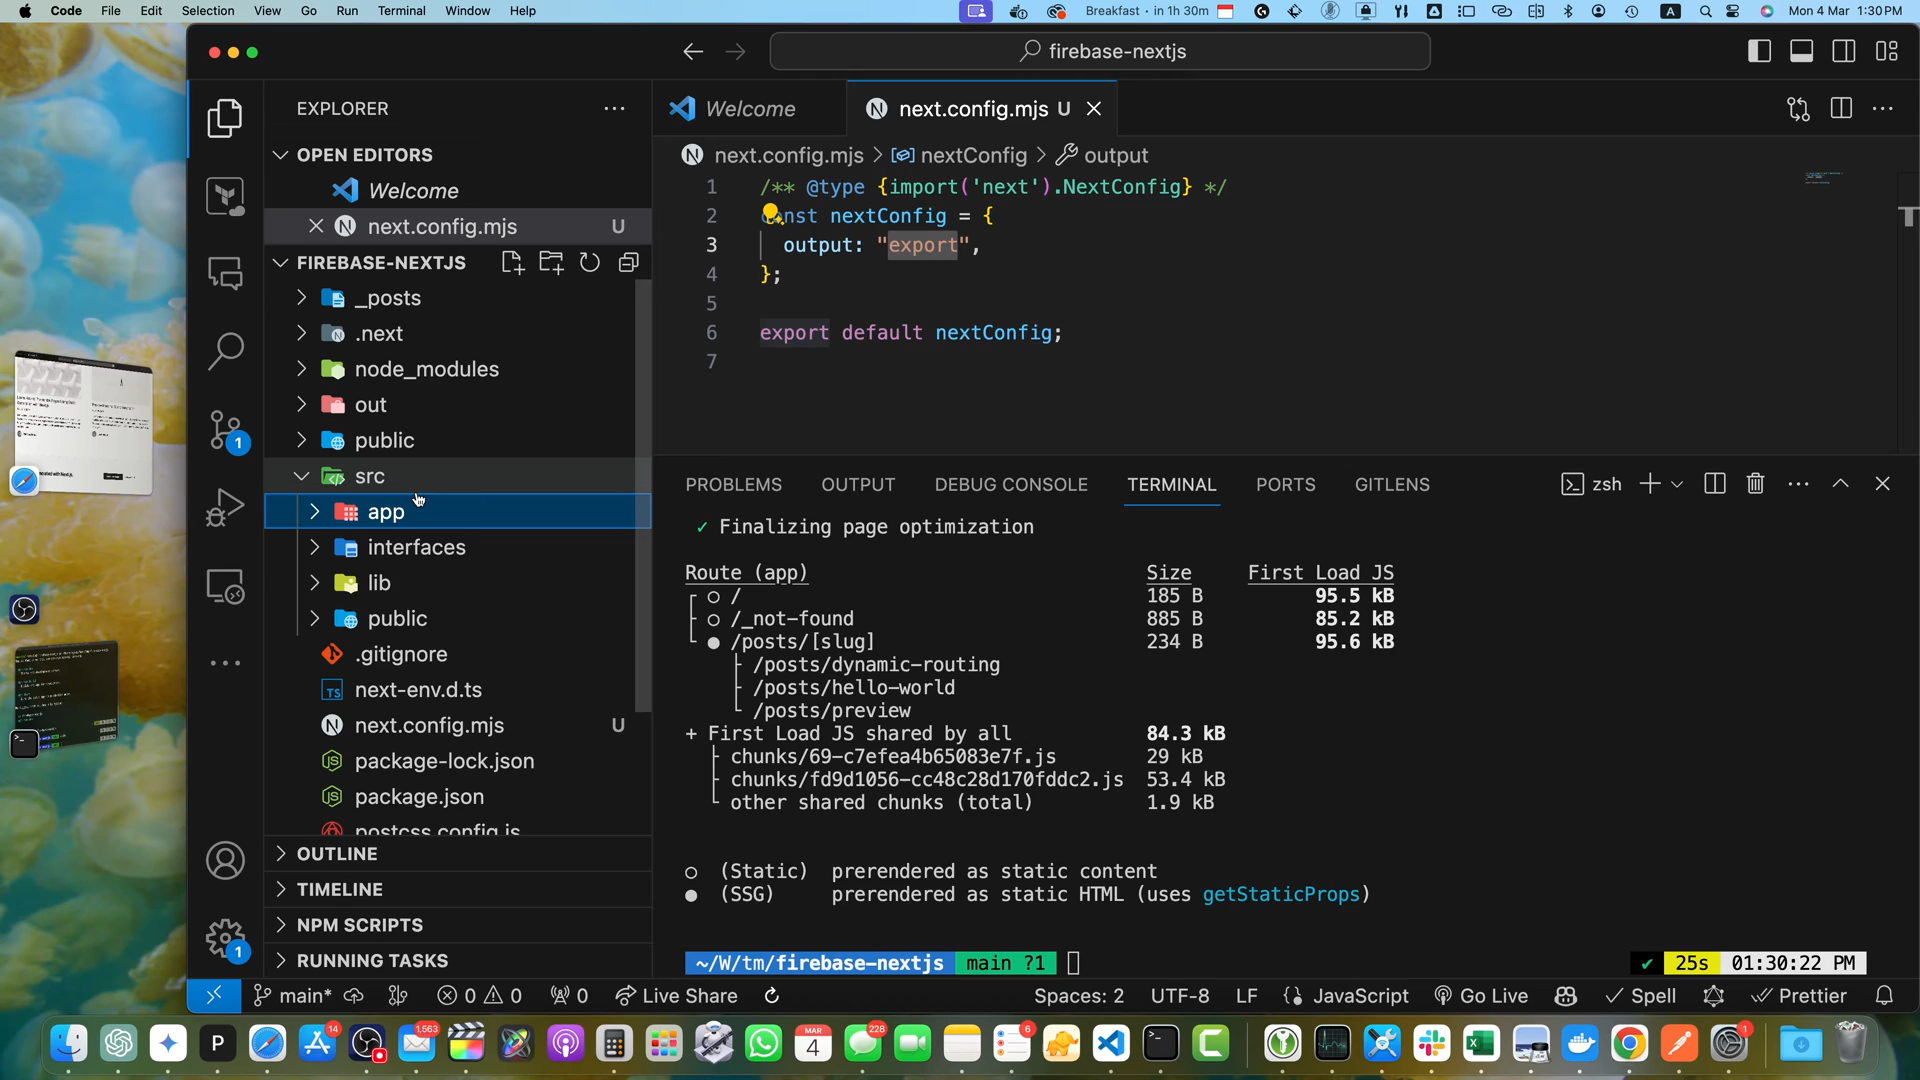 Code File Edit Selection View Go Run Terminal Window Help
Breakfast • in 1h 30m
A
Mon 4 Mar 1:30 PM
firebase-nextjs
EXPLORER
OPEN EDITORS
Welcome
next.config.mjs U
FIREBASE-NEXTJS
_posts
.next
node_modules
out
public
src
app
interfaces
lib
public
.gitignore
next-env.d.ts
next.config.mjs U
package-lock.json
package.json
postcss.config.js
OUTLINE
TIMELINE
NPM SCRIPTS
RUNNING TASKS
1
1
Welcome
next.config.mjs U
next.config.mjs > nextConfig > output
1 /** @type {import('next').NextConfig} */
2 const nextConfig = {
3 output: "export",
4 };
5
6 export default nextConfig;
7
PROBLEMS OUTPUT DEBUG CONSOLE TERMINAL PORTS GITLENS
zsh
✓ Finalizing page optimization
Route (app) Size First Load JS
┌ ○ / 185 B 95.5 kB
├ ○ /_not-found 885 B 85.2 kB
└ ● /posts/[slug] 234 B 95.6 kB
├ /posts/dynamic-routing
├ /posts/hello-world
└ /posts/preview
+ First Load JS shared by all 84.3 kB
├ chunks/69-c7efea4b65083e7f.js 29 kB
├ chunks/fd9d1056-cc48c28d170fddc2.js 53.4 kB
└ other shared chunks (total) 1.9 kB
○ (Static) prerendered as static content
● (SSG) prerendered as static HTML (uses getStaticProps)
~/W/tm/firebase-nextjs main ?1
✔ 25s 01:30:22 PM
main* 0 0 0 Live Share
Spaces: 2 UTF-8 LF JavaScript Go Live Spell Prettier
P
14
1,563
MAR
4
228
6
1